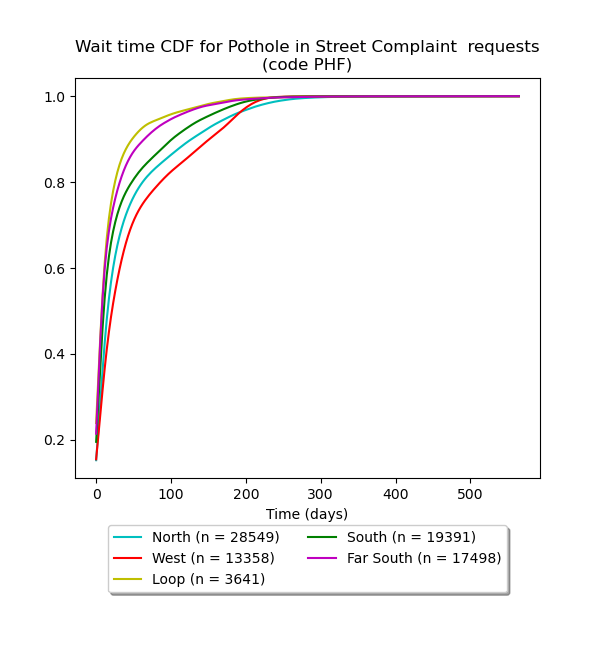 Wait time CDF for Pothole in Street Complaint  requests
(code PHF)
1.0
0.8
0.6
0.4
0.2
0 100 200 300 400 500
Time (days)
North (n = 28549) South (n = 19391)
West (n = 13358) Far South (n = 17498)
Loop (n = 3641)